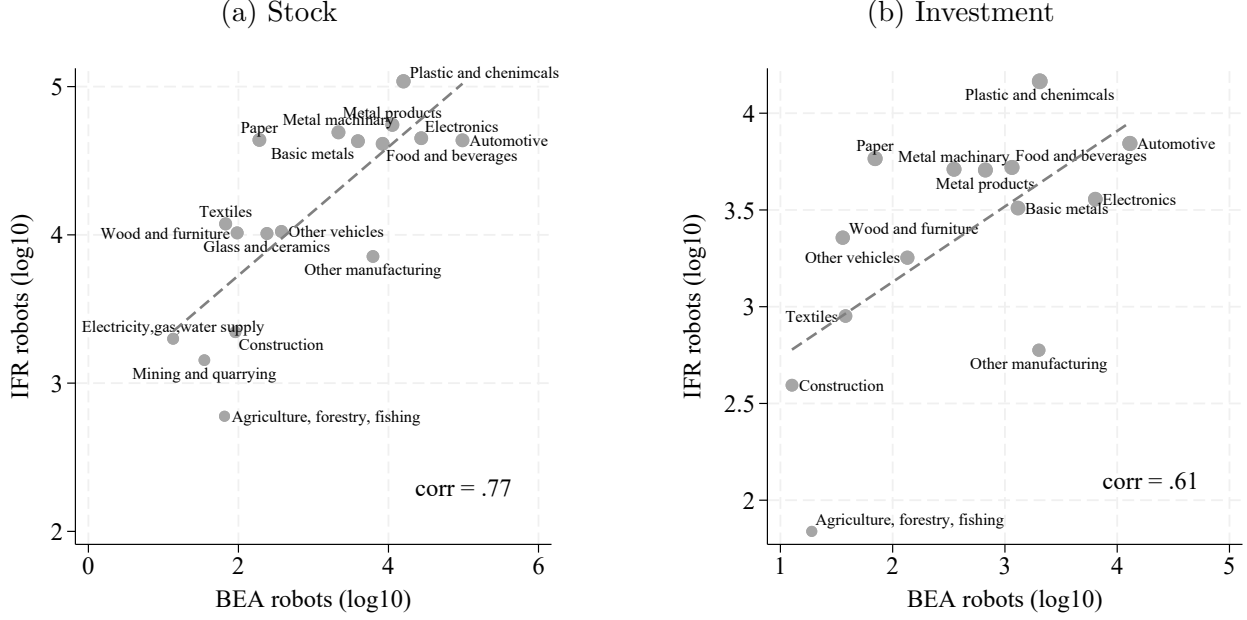 (a) Stock
IFR robots (log10)
5
4
3
2
Plastic and chenimcals
Metal products
Metal machinary
Electronics
Paper
Automotive
Basic metals
Food and beverages
Textiles
Wood and furniture
Other vehicles
Glass and ceramics
Other manufacturing
Electricity,gas,water supply
Construction
Mining and quarrying
Agriculture, forestry, fishing
corr = .77
0 2 4 6
BEA robots (log10)
(b) Investment
IFR robots (log10)
4
3.5
3
2.5
2
Plastic and chenimcals
Automotive
Paper
Metal machinary
Food and beverages
Metal products
Electronics
Basic metals
Wood and furniture
Other vehicles
Textiles
Other manufacturing
Construction
corr = .61
Agriculture, forestry, fishing
1 2 3 4 5
BEA robots (log10)